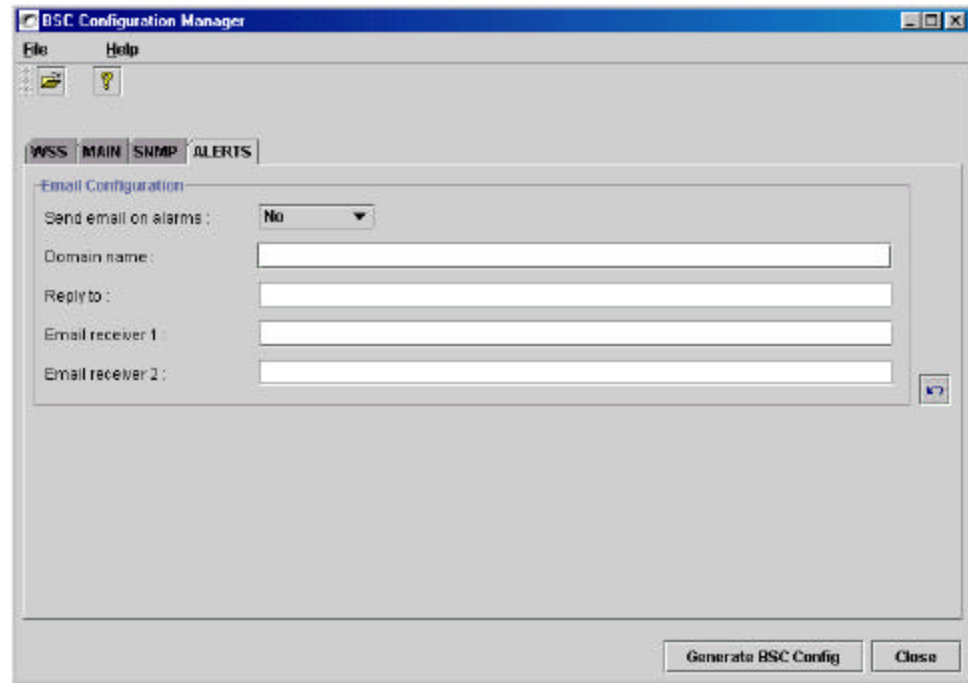 BSC Configuration Manager
File Help
WSS MAIN SNMP ALERTS
Email Configuration
Send email on alarms : No
Domain name :
Reply to :
Email receiver 1 :
Email receiver 2 :
Generate BSC Config Close